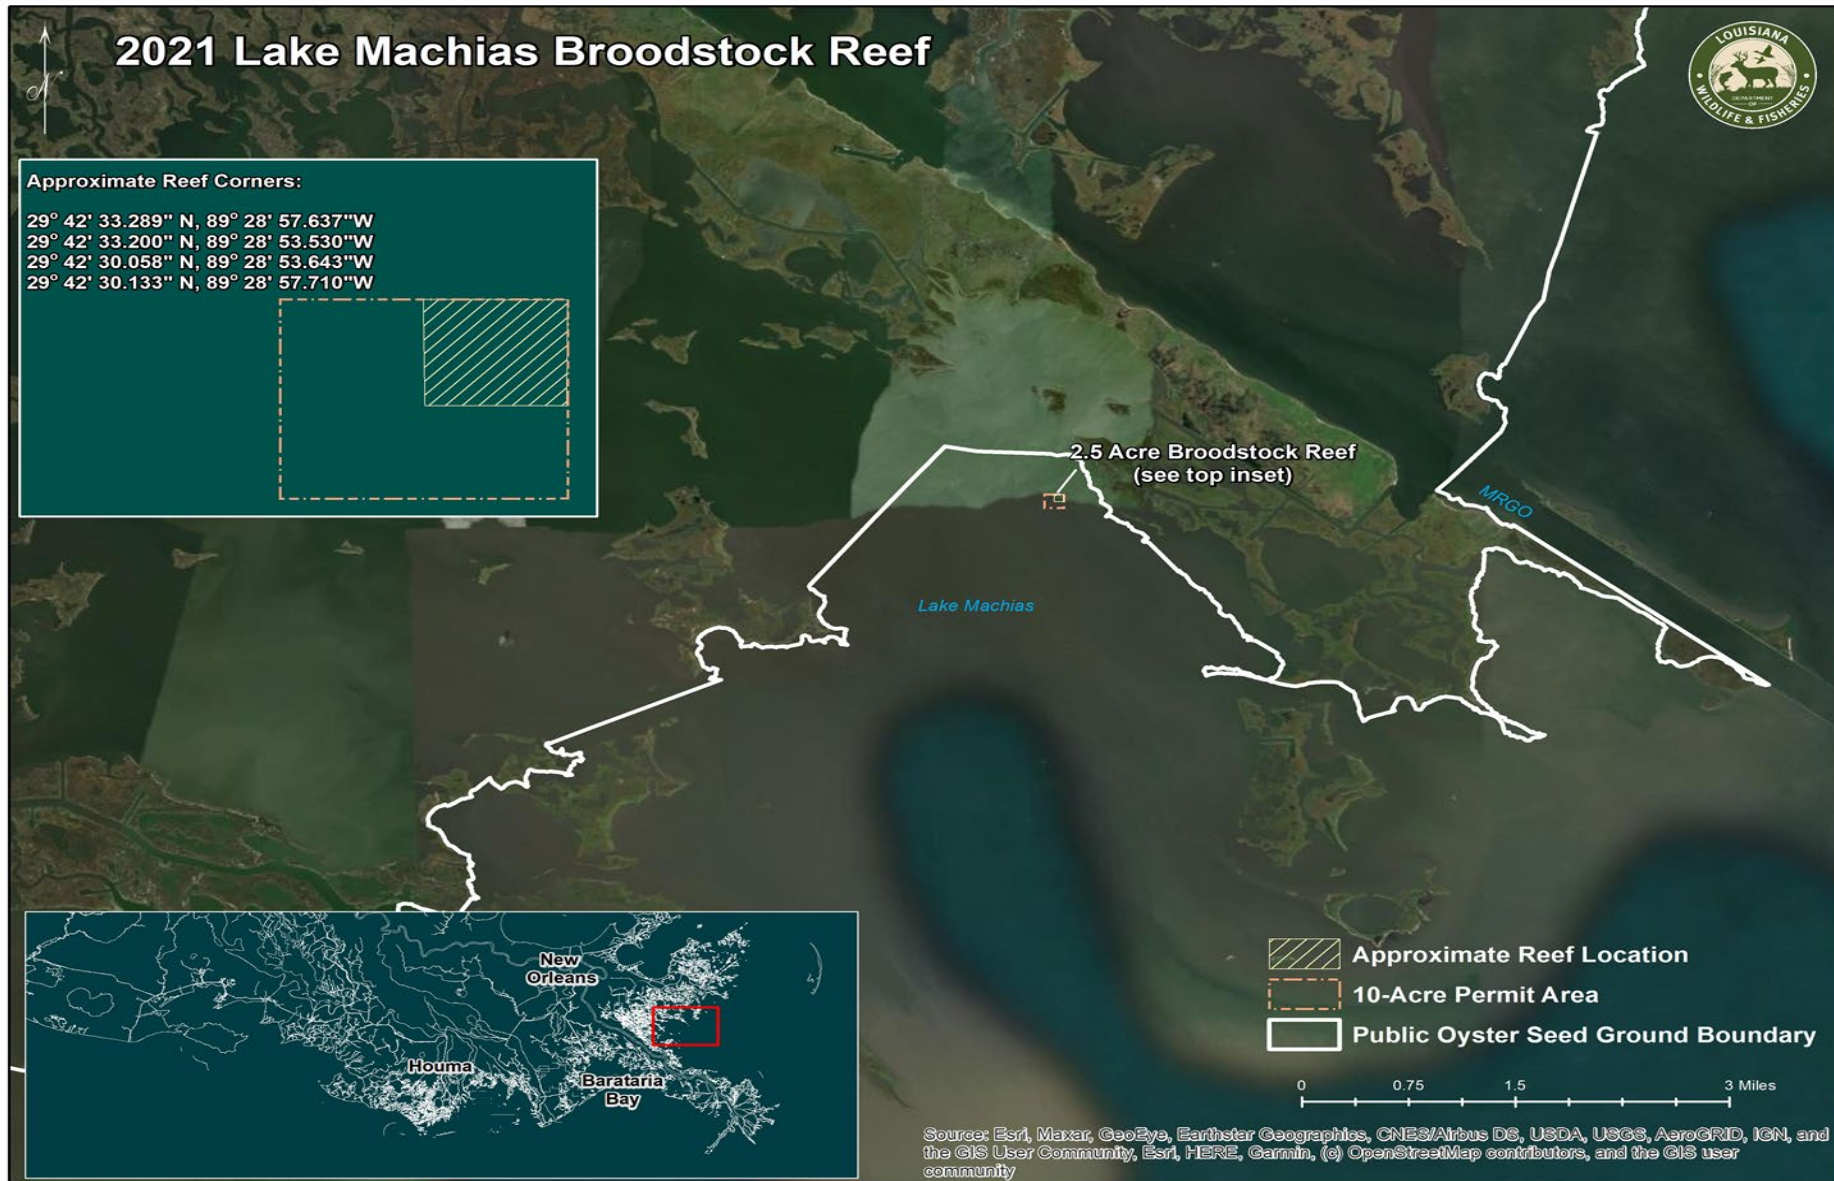 N
2021 Lake Machias Broodstock Reef
LOUISIANA
DEPARTMENT
OF
WILDLIFE & FISHERIES
Approximate Reef Corners:
29° 42' 33.289" N, 89° 28' 57.637"W
29° 42' 33.200" N, 89° 28' 53.530"W
29° 42' 30.058" N, 89° 28' 53.643"W
29° 42' 30.133" N, 89° 28' 57.710"W
2.5 Acre Broodstock Reef
(see top inset)
MRGO
Lake Machias
New
Orleans
Houma
Barataria
Bay
Approximate Reef Location
10-Acre Permit Area
Public Oyster Seed Ground Boundary
0 0.75 1.5 3 Miles
Source: Esri, Maxar, GeoEye, Earthstar Geographics, CNES/Airbus DS, USDA, USGS, AeroGRID, IGN, and
the GIS User Community, Esri, HERE, Garmin, (c) OpenStreetMap contributors, and the GIS user
community